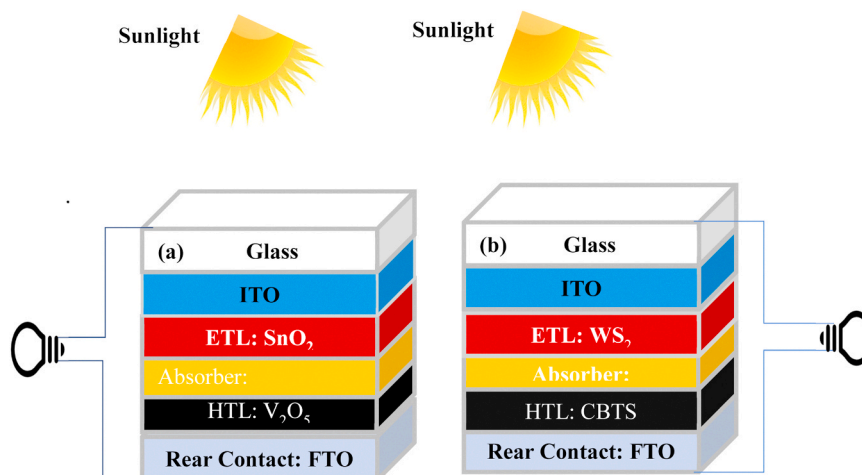 Sunlight
Sunlight
(a) Glass
ITO
ETL: SnO₂
Absorber:
HTL: V₂O₅
Rear Contact: FTO
(b) Glass
ITO
ETL: WS₂
Absorber:
HTL: CBTS
Rear Contact: FTO